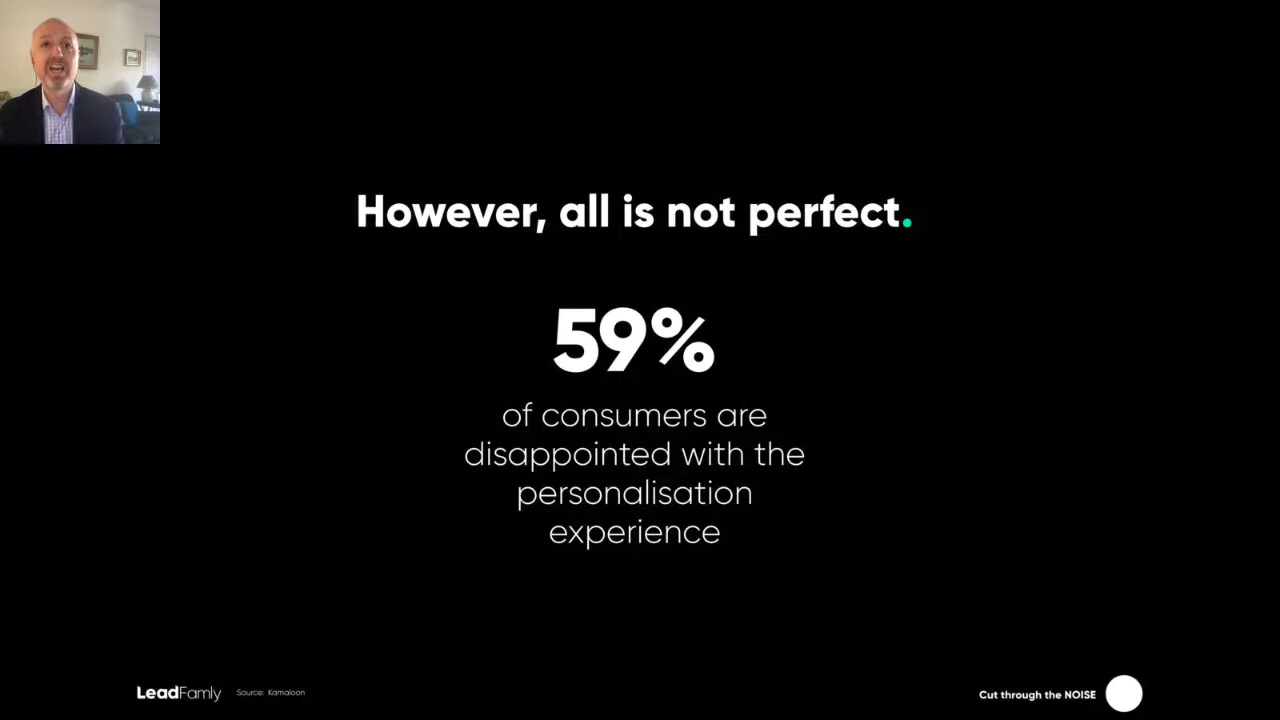 However, all is not perfect.
59%
of consumers are
disappointed with the
personalisation
experience
LeadFamly
Source: Kamaloon
Cut through the NOISE